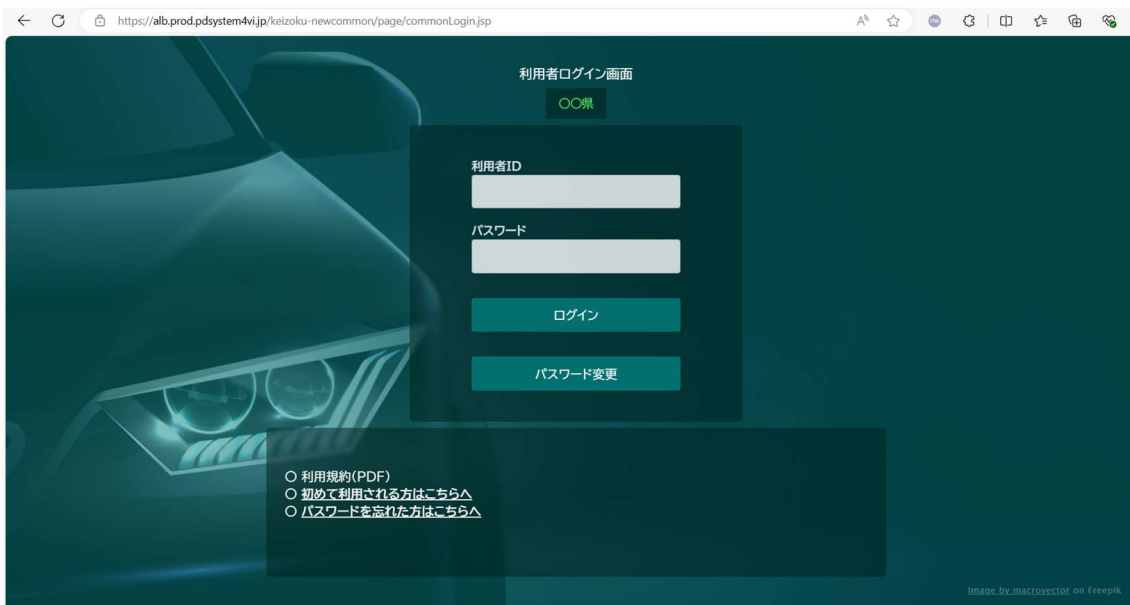 https://alb.prod.pdsystem4vi.jp/keizoku-newcommon/page/commonLogin.jsp
利用者ログイン画面
〇〇県
利用者ID
パスワード
ログイン
パスワード変更
○ 利用規約(PDF)
○ 初めて利用される方はこちらへ
○ パスワードを忘れた方はこちらへ
Image by macrovector on Freepik